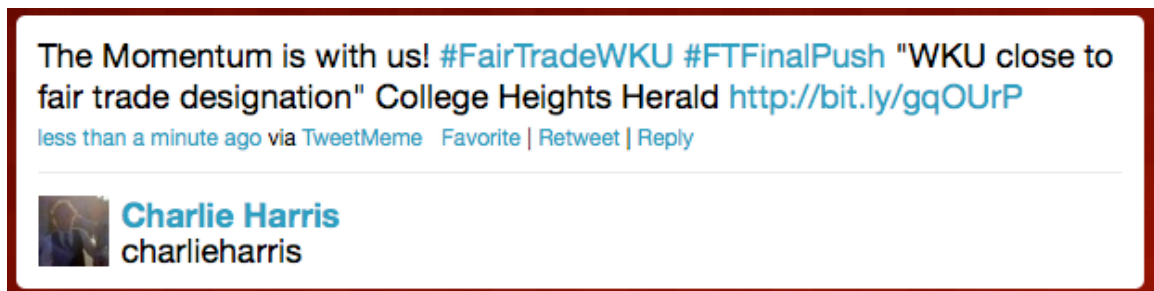 The Momentum is with us! #FairTradeWKU #FTFinalPush "WKU close to
fair trade designation" College Heights Herald http://bit.ly/gqOUrP
less than a minute ago via TweetMeme Favorite | Retweet | Reply
Charlie Harris
charlieharris